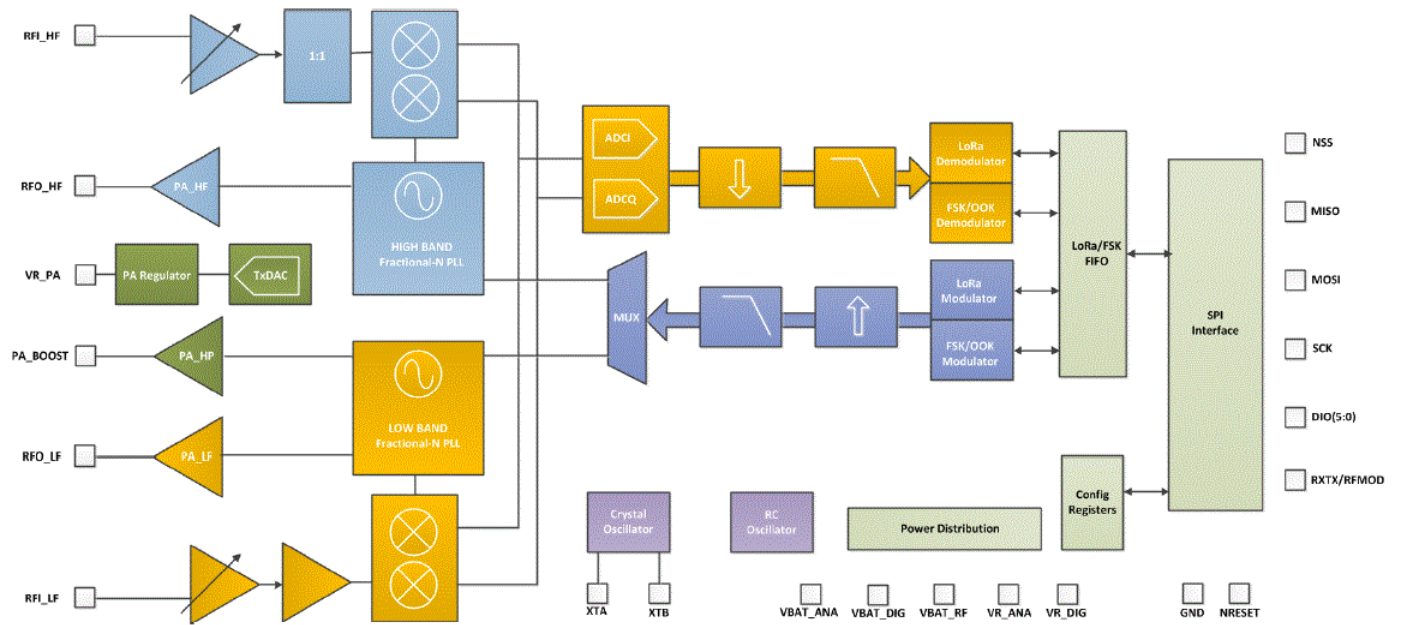 RFI_HF
1:1
ADCI
ADCQ
LoRa
Demodulator
FSK/OOK
Demodulator
NSS
RFO_HF
PA_HF
MISO
HIGH BAND
Fractional-N PLL
LoRa/FSK
FIFO
VR_PA
PA Regulator
TxDAC
MUX
LoRa
Modulator
FSK/OOK
Modulator
MOSI
SPI
Interface
PA_BOOST
PA_HP
SCK
LOW BAND
Fractional-N PLL
DIO(5:0)
RFO_LF
PA_LF
RXTX/RFMOD
Crystal
Oscillator
RC
Oscillator
Power Distribution
Config
Registers
RFI_LF
XTA
XTB
VBAT_ANA
VBAT_DIG
VBAT_RF
VR_ANA
VR_DIG
GND
NRESET